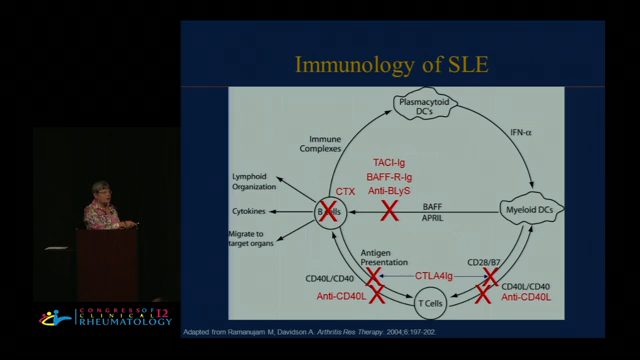 Immunology of SLE
Plasmacytoid
DC's
Immune
Complexes
IFN-α
TACI-Ig
BAFF-R-Ig
Anti-BLyS
Lymphoid
Organization
CTX
B Cells
BAFF
APRIL
Myeloid DCs
Cytokines
Migrate to
target organs
Antigen
Presentation
CD28/B7
CTLA4Ig
CD40L/CD40
CD40L/CD40
Anti-CD40L
Anti-CD40L
T Cells
CONGRESS OF
CLINICAL 12
RHEUMATOLOGY
Adapted from Ramanujam M, Davidson A. Arthritis Res Therapy. 2004;6:197-202.